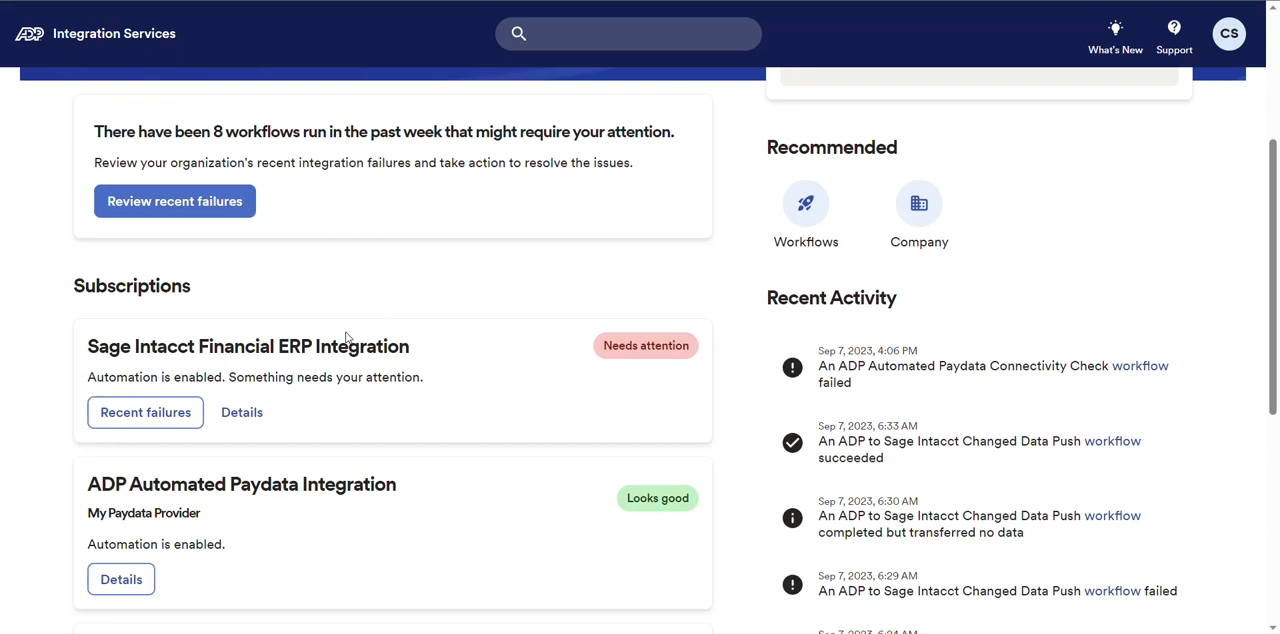 ADP Integration Services
What's New
Support
CS
There have been 8 workflows run in the past week that might require your attention.
Review your organization's recent integration failures and take action to resolve the issues.
Review recent failures
Subscriptions
Sage Intacct Financial ERP Integration
Needs attention
Automation is enabled. Something needs your attention.
Recent failures
Details
ADP Automated Paydata Integration
Looks good
My Paydata Provider
Automation is enabled.
Details
Recommended
Workflows
Company
Recent Activity
Sep 7, 2023, 4:06 PM
An ADP Automated Paydata Connectivity Check workflow
failed
Sep 7, 2023, 6:33 AM
An ADP to Sage Intacct Changed Data Push workflow
succeeded
Sep 7, 2023, 6:30 AM
An ADP to Sage Intacct Changed Data Push workflow
completed but transferred no data
Sep 7, 2023, 6:29 AM
An ADP to Sage Intacct Changed Data Push workflow failed